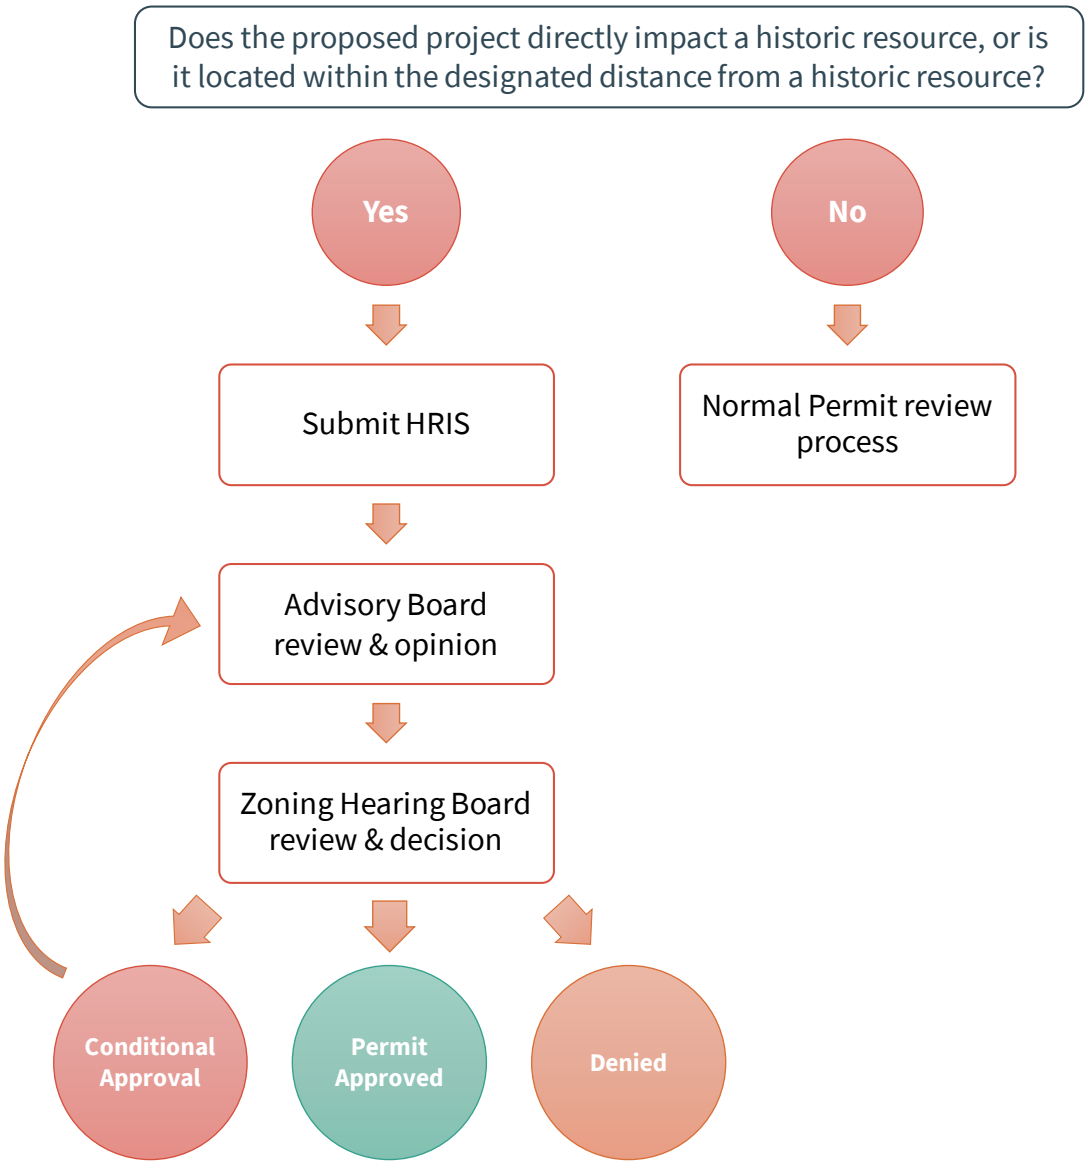 Does the proposed project directly impact a historic resource, or is
it located within the designated distance from a historic resource?
Yes
No
Submit HRIS
Normal Permit review
process
Advisory Board
review & opinion
Zoning Hearing Board
review & decision
Conditional
Approval
Permit
Approved
Denied